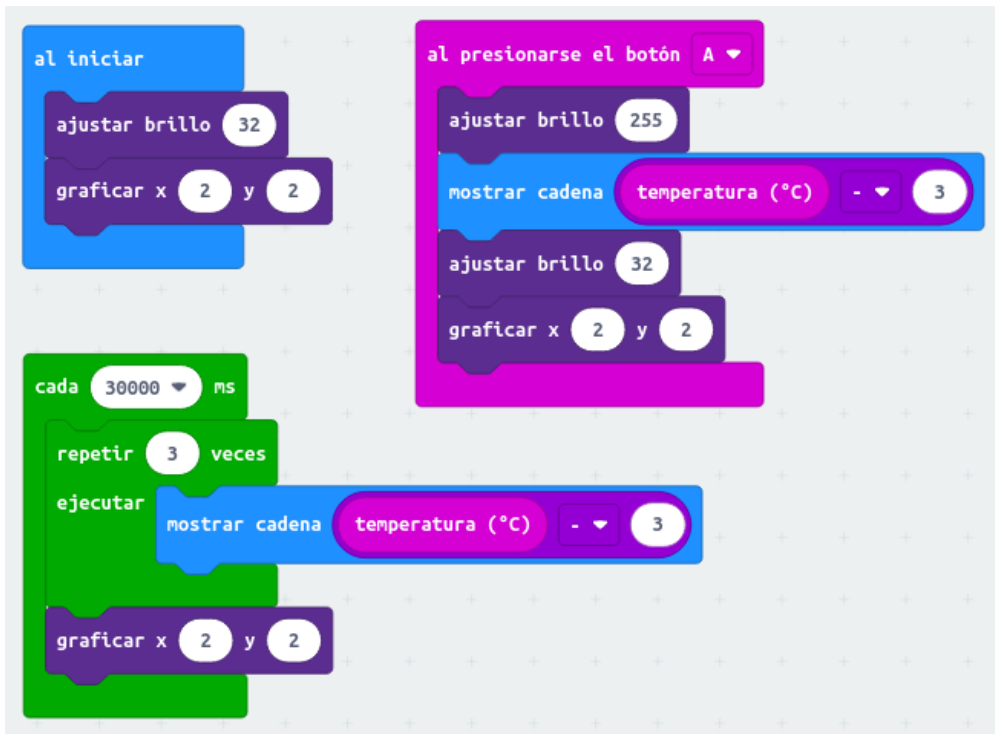 al iniciar
ajustar brillo 32
graficar x 2 y 2
al presionarse el botón A
ajustar brillo 255
mostrar cadena temperatura (°C) - 3
ajustar brillo 32
graficar x 2 y 2
cada 30000 ms
repetir 3 veces
ejecutar
mostrar cadena temperatura (°C) - 3
graficar x 2 y 2